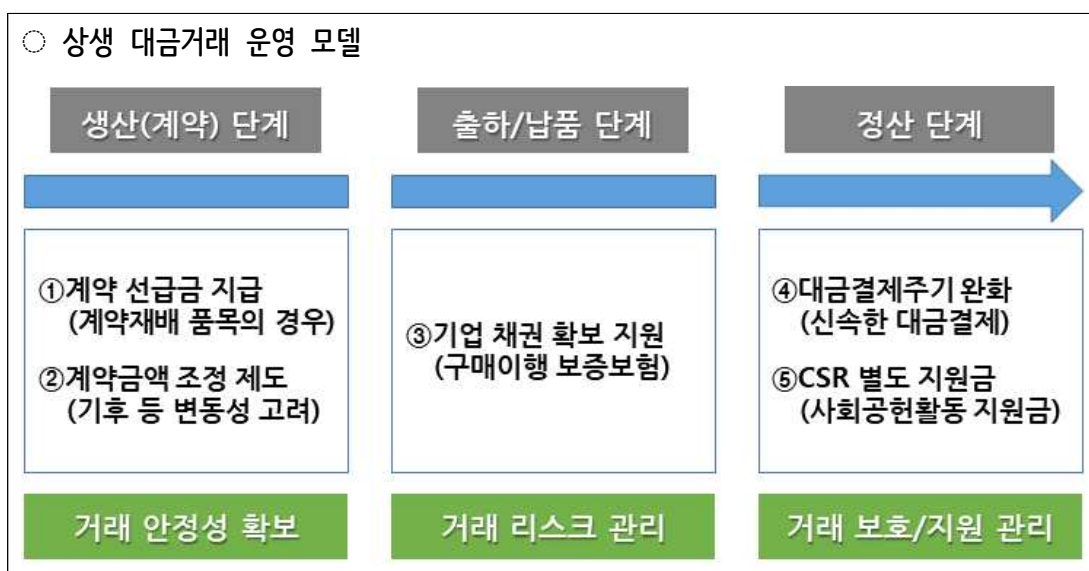 ◌ 상생 대금거래 운영 모델
생산(계약) 단계
출하/납품 단계
정산 단계
①계약 선급금 지급
(계약재배 품목의 경우)
②계약금액 조정 제도
(기후 등 변동성 고려)
③기업 채권 확보 지원
(구매이행 보증보험)
④대금결제주기 완화
(신속한 대금결제)
⑤CSR 별도 지원금
(사회공헌활동 지원금)
거래 안정성 확보
거래 리스크 관리
거래 보호/지원 관리